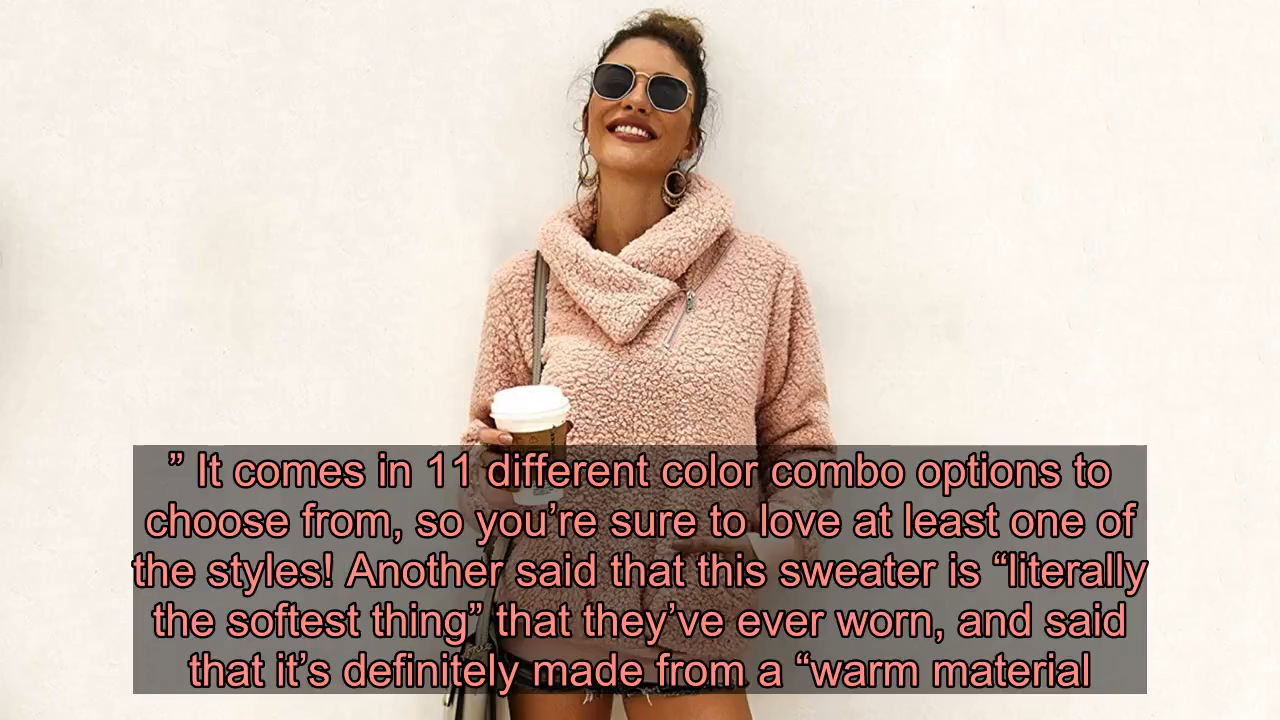 ” It comes in 11 different color combo options to
choose from, so you’re sure to love at least one of
the styles! Another said that this sweater is “literally
the softest thing” that they’ve ever worn, and said
that it’s definitely made from a “warm material